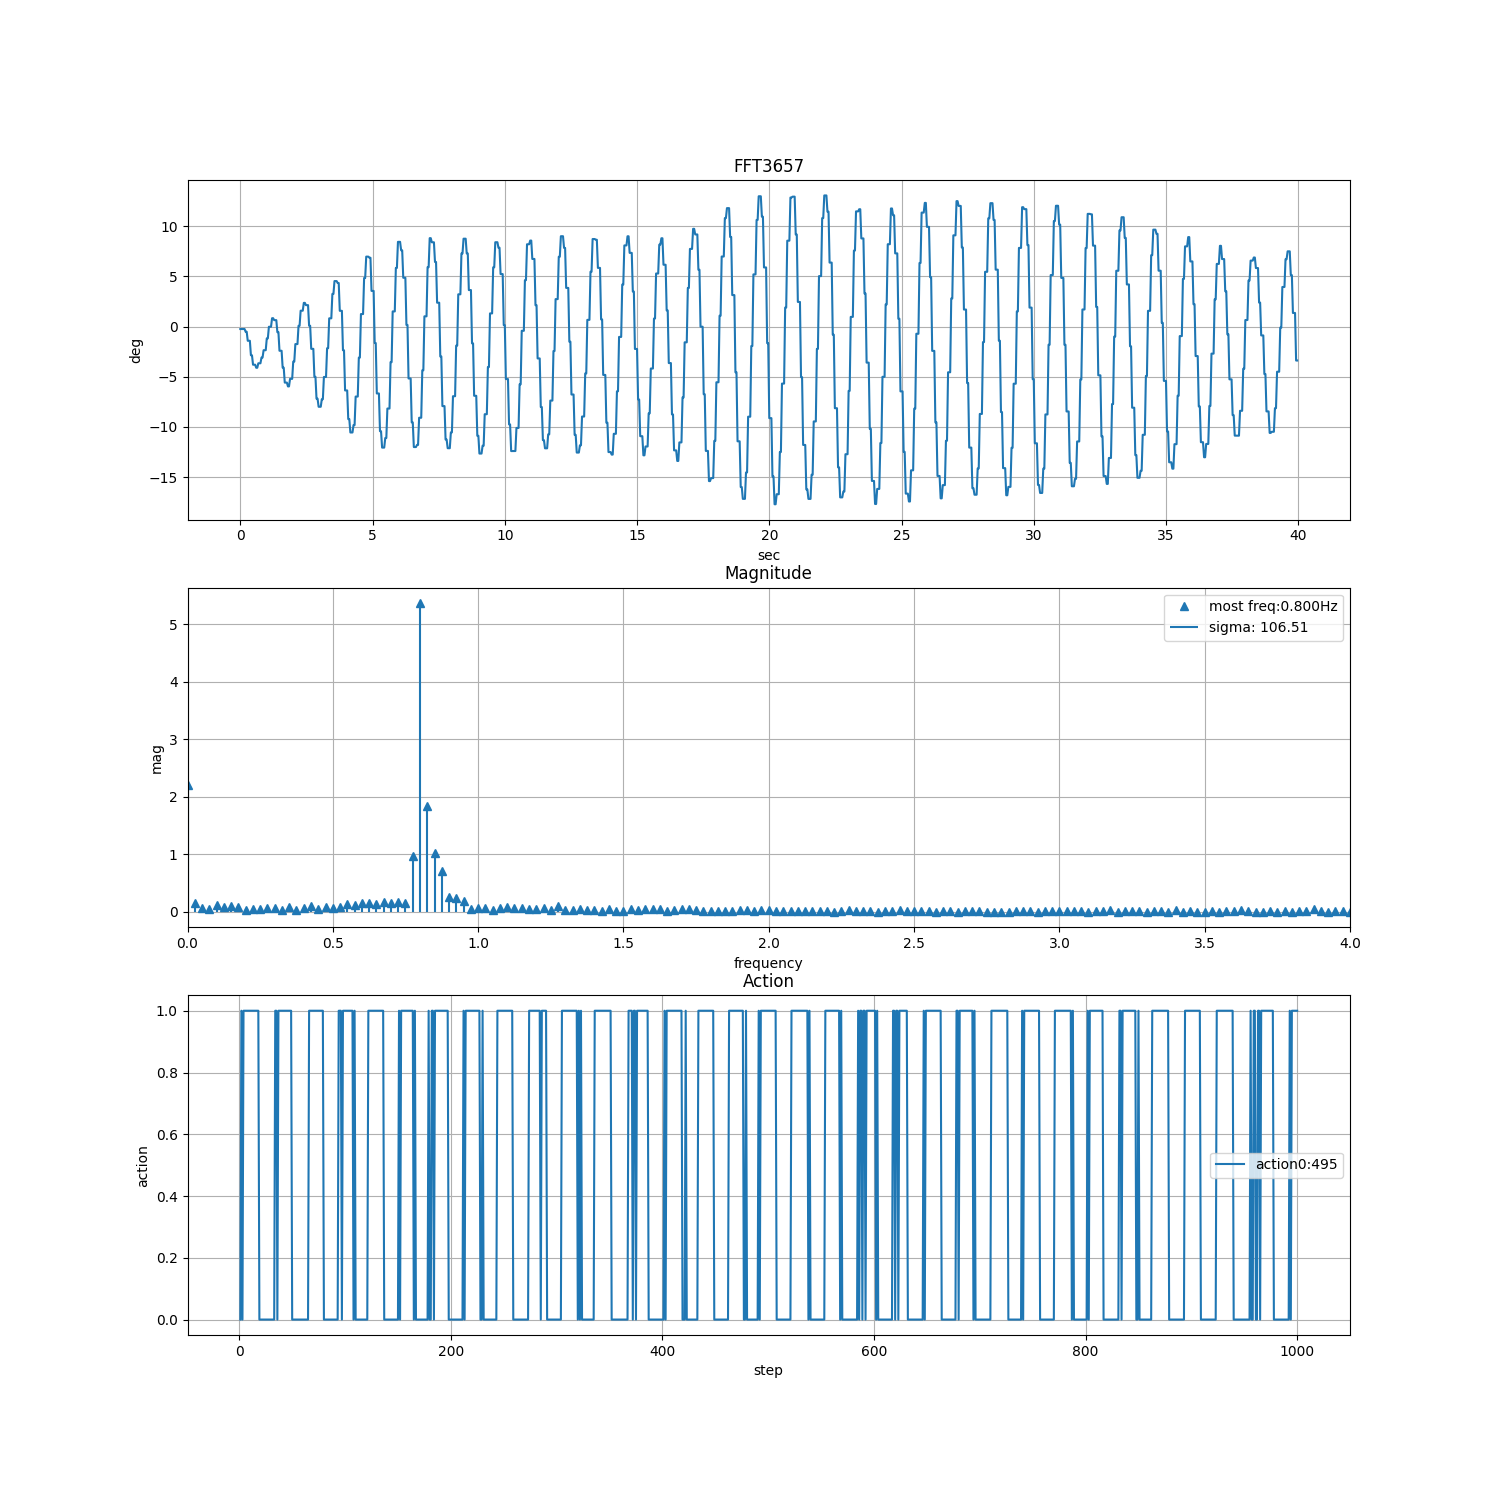 FFT3657
10
5
0
−5
−10
−15
deg
0 5 10 15 20 25 30 35 40
sec
Magnitude
most freq:0.800Hz
sigma: 106.51
5
4
3
2
1
0
mag
0.0 0.5 1.0 1.5 2.0 2.5 3.0 3.5 4.0
frequency
Action
1.0
0.8
0.6
0.4
0.2
0.0
action
action0:495
0 200 400 600 800 1000
step